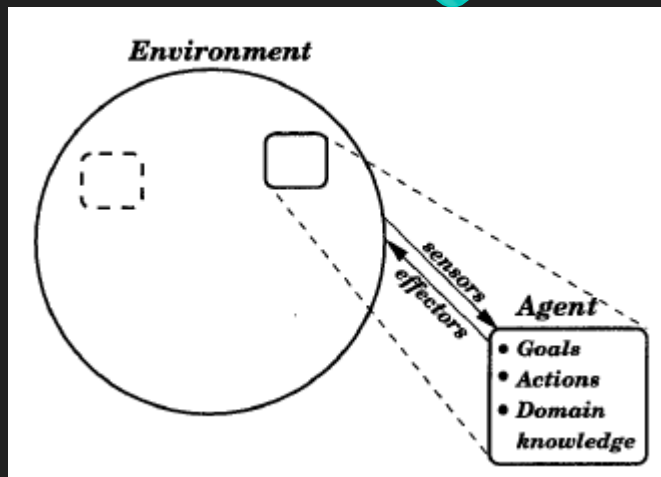 Environment
sensors
effectors
Agent
• Goals
• Actions
• Domain
knowledge